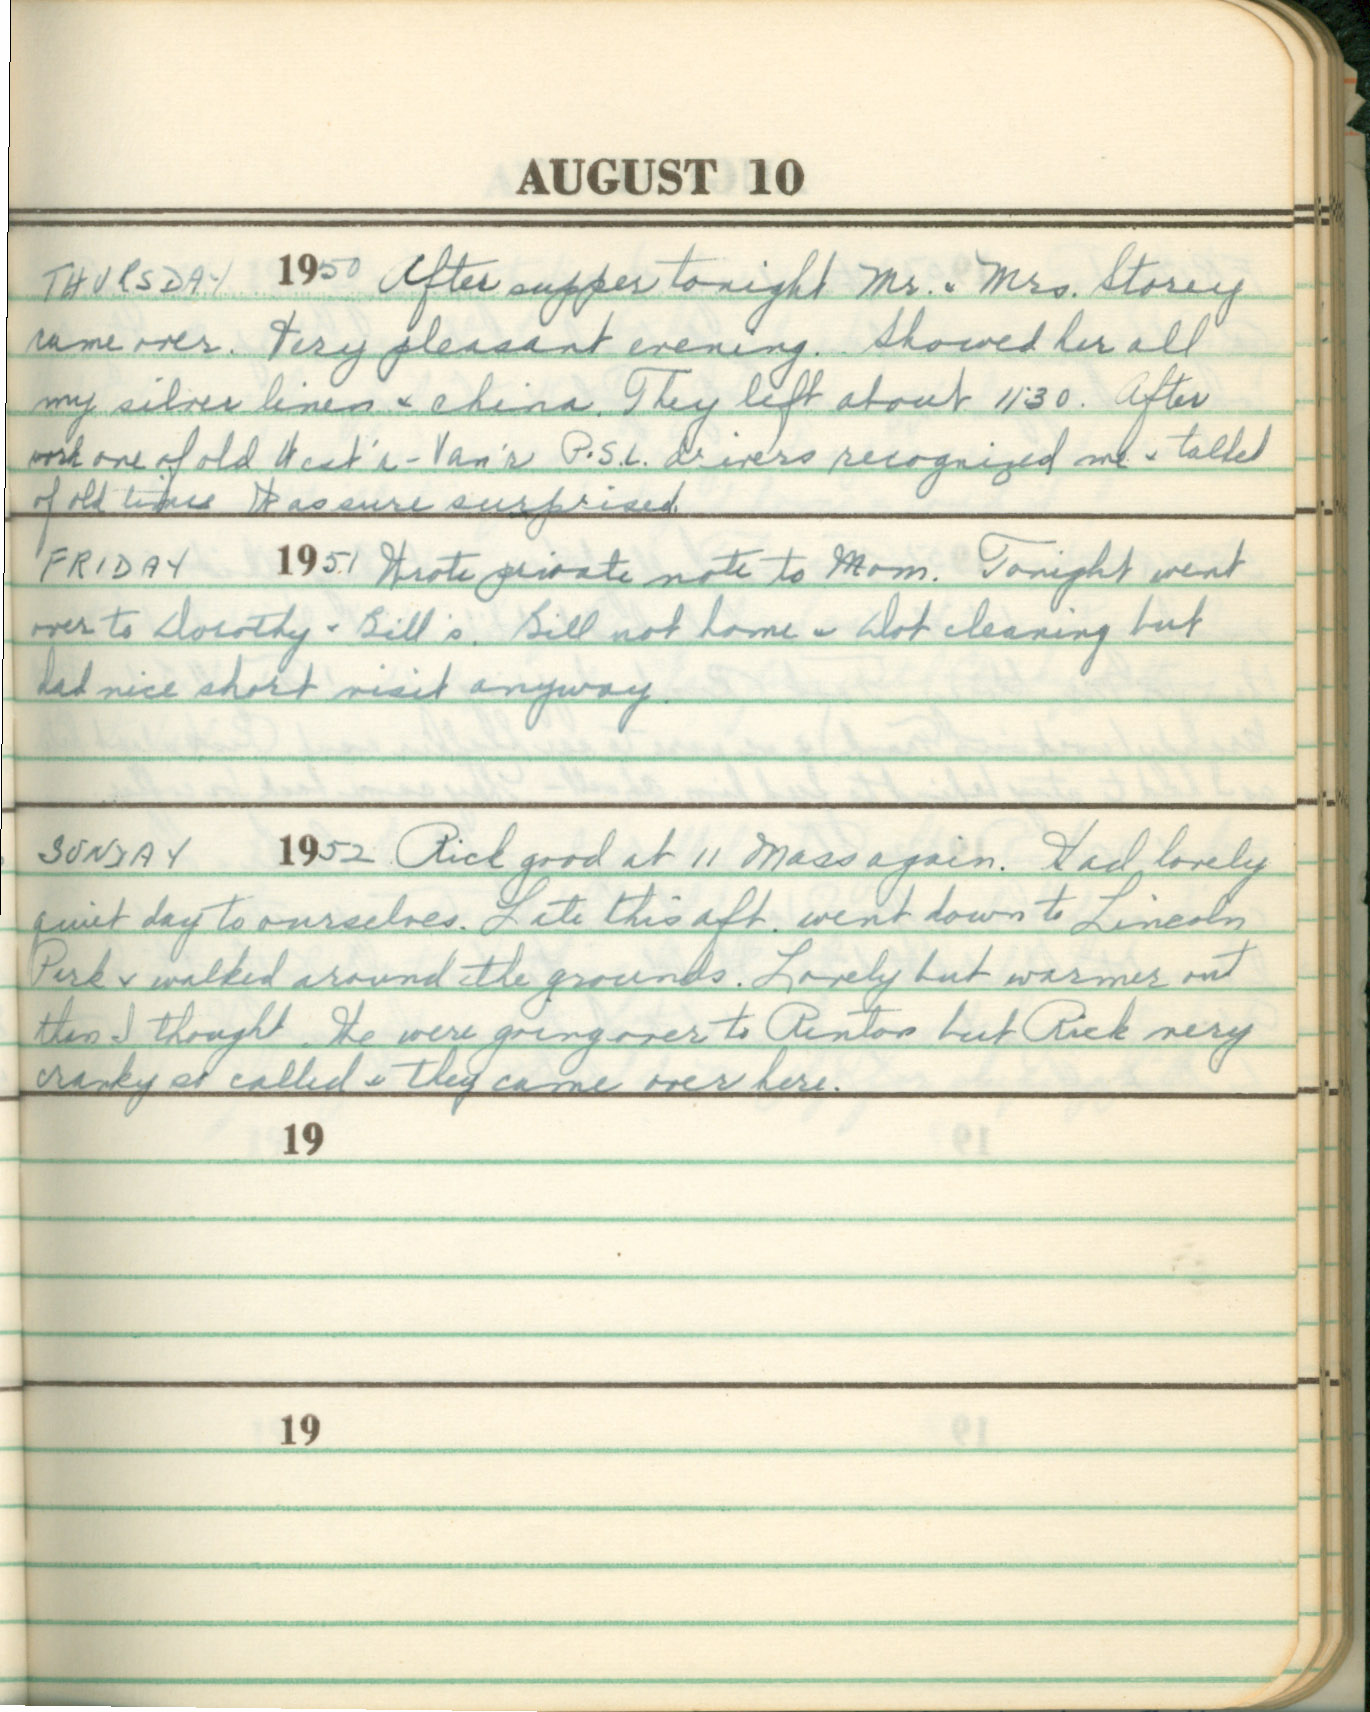 AUGUST 10
THURSDAY 1950 After supper tonight Mr. & Mrs. Storey
came over. Very pleasant evening. Showed her all
my silver linen & china. They left about 11:30. After
work one of old West'n-Van'r P.S.L. drivers recognized me & talked
of old times Was sure surprised.
FRIDAY 1951 Wrote private note to Mom. Tonight went
over to Dorothy & Bill's. Bill not home & Dot cleaning but
had nice short visit anyway.
SUNDAY 1952 Rick good at 11 Mass again. Had lovely
quiet day to ourselves. Late this aft. went down to Lincoln
Park & walked around the grounds. Lovely but warmer out
than I thought. We were going over to Renton but Rick very
cranky so called & they came over here.
19
19